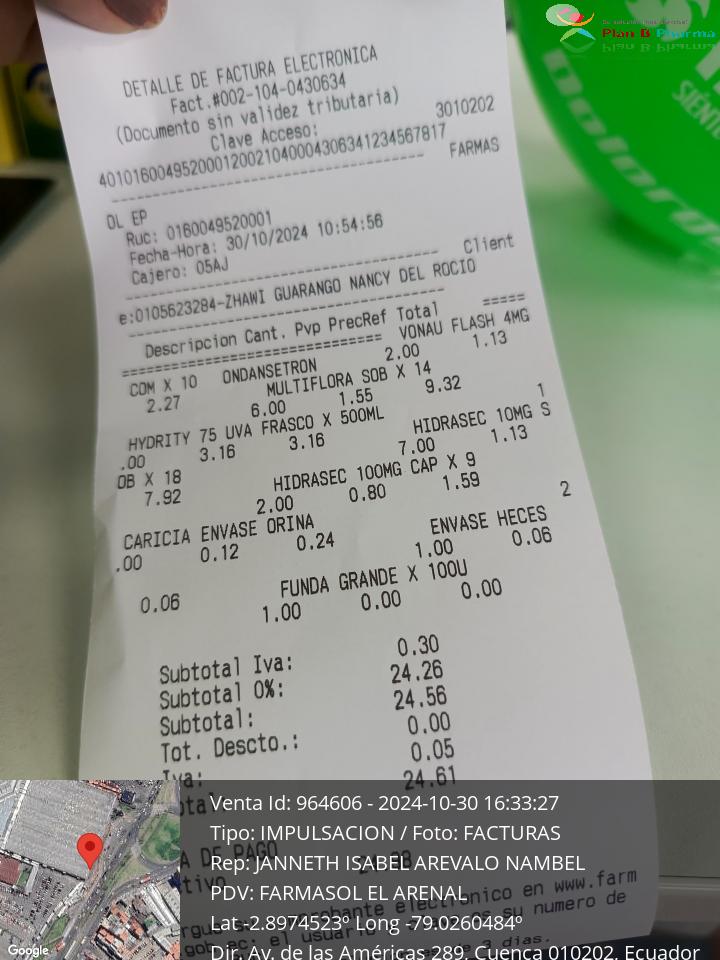 DETALLE DE FACTURA ELECTRONICA
Fact.#002-104-0430634
(Documento sin validez tributaria)
Clave Acceso: 3010202
401016004952000120021040004306341234567817
FARMAS
OL EP
Ruc: 0160049520001
Fecha-Hora: 30/10/2024 10:54:56
Cajero: 05AJ
Client
e:0105623284-ZHAWI GUARANGO NANCY DEL ROCIO
Descripcion Cant. Pvp PrecRef Total
VONAU FLASH 4MG
COM X 10 ONDANSETRON 2.00 1.13
2.27 MULTIFLORA SOB X 14
6.00 1.55 9.32
HYDRITY 75 UVA FRASCO X 500ML 1
.00 3.16 3.16 HIDRASEC 10MG S
OB X 18 7.00 1.13
7.92 HIDRASEC 100MG CAP X 9
2.00 0.80 1.59
CARICIA ENVASE ORINA 2
.00 0.12 0.24 ENVASE HECES
1.00 0.06
0.06 FUNDA GRANDE X 100U
1.00 0.00 0.00
Subtotal Iva: 0.30
Subtotal 0%: 24.26
Subtotal: 24.56
Tot. Descto.: 0.00
Iva: 0.05
24.61
Plan B Pharma
SIÉNT
Venta Id: 964606 - 2024-10-30 16:33:27
Tipo: IMPULSACION / Foto: FACTURAS
Rep: JANNETH ISABEL AREVALO NAMBEL
PDV: FARMASOL EL ARENAL
Lat -2.8974523º Long -79.0260484º
Dir. Av. de las Américas 289, Cuenca 010202, Ecuador
Google